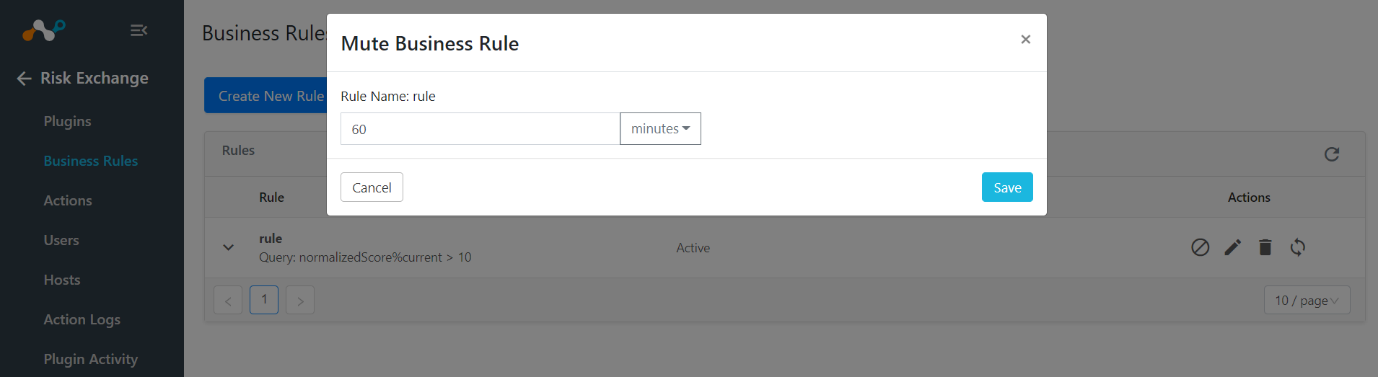 Business Rules
Mute Business Rule
×
Risk Exchange
Create New Rule
Rule Name: rule
60
minutes
Plugins
Business Rules
Rules
Cancel
Save
Actions
Rule
Actions
Users
rule
Query: normalizedScore%current > 10
Active
Hosts
< 1 >
10 / page
Action Logs
Plugin Activity